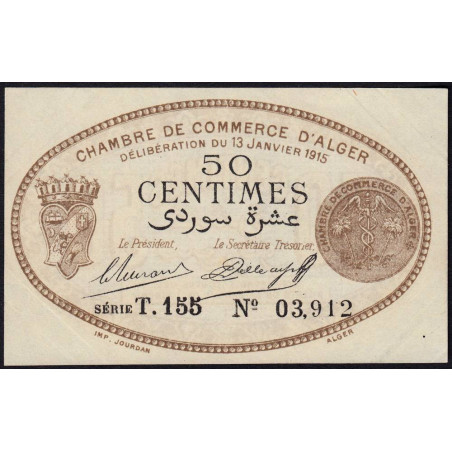 CHAMBRE DE COMMERCE D'ALGER
DÉLIBÉRATION DU 13 JANVIER 1915
50
CENTIMES
عشرة سوردي
Le Président, Le Secrétaire Trésorier,
SÉRIE T. 155 Nº 03,912
CHAMBRE DE COMMERCE D'ALGER
IMP. JOURDAN
ALGER